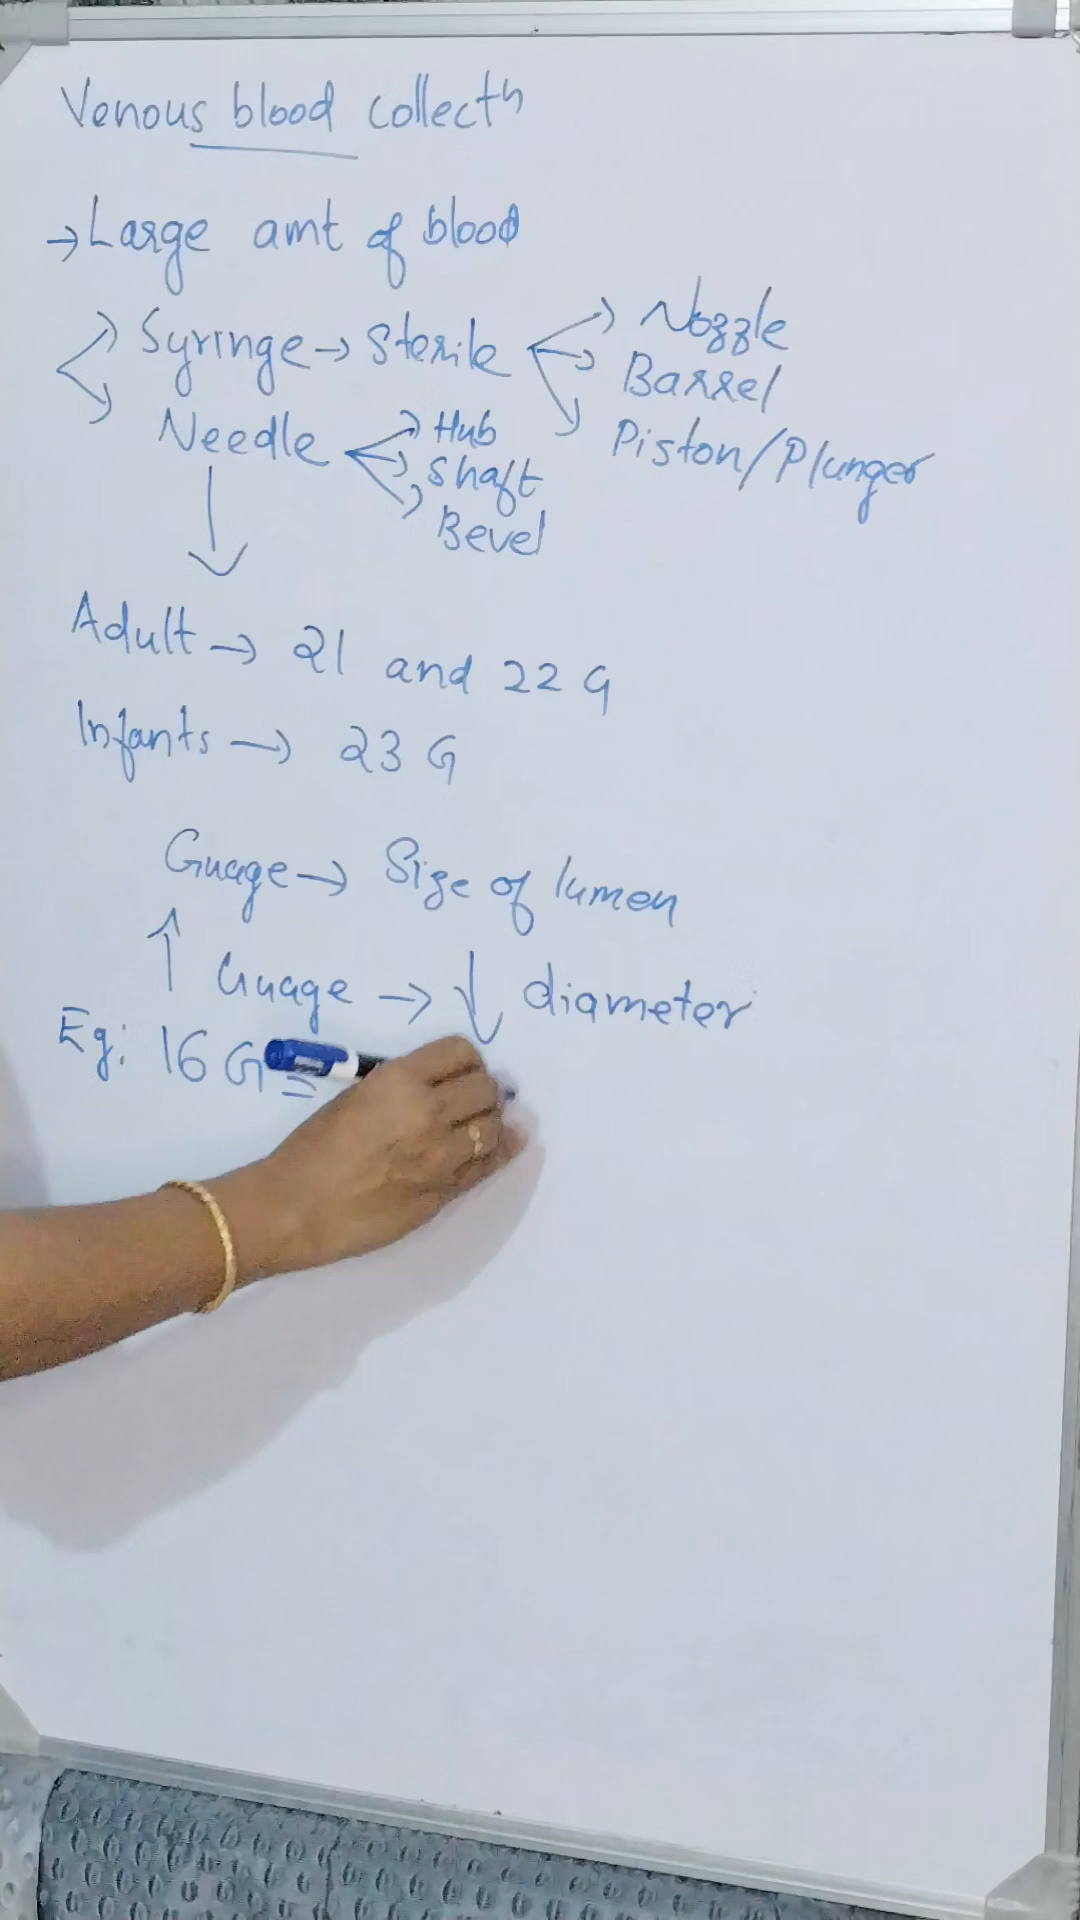 Venous blood collectn
→ Large amt of blood
Syringe → Sterile
Nozzle
Barrel
Piston/Plunger
Needle
Hub
Shaft
Bevel
Adult → 21 and 22 G
Infants → 23 G
Guage → Size of lumen
↑ Guage → ↓ diameter
Eg: 16 G =